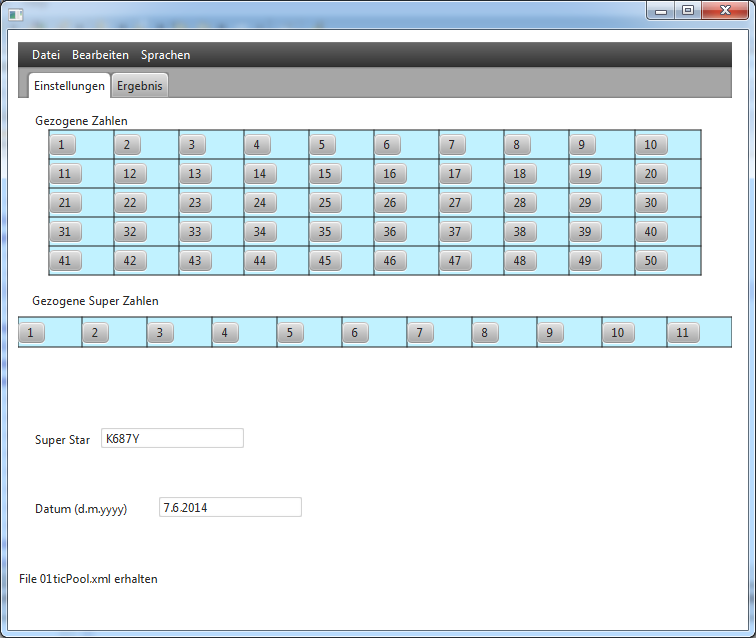 Datei Bearbeiten Sprachen
Einstellungen Ergebnis
Gezogene Zahlen
1 2 3 4 5 6 7 8 9 10
11 12 13 14 15 16 17 18 19 20
21 22 23 24 25 26 27 28 29 30
31 32 33 34 35 36 37 38 39 40
41 42 43 44 45 46 47 48 49 50
Gezogene Super Zahlen
1 2 3 4 5 6 7 8 9 10 11
Super Star K687Y
Datum (d.m.yyyy) 7.6.2014
File 01ticPool.xml erhalten